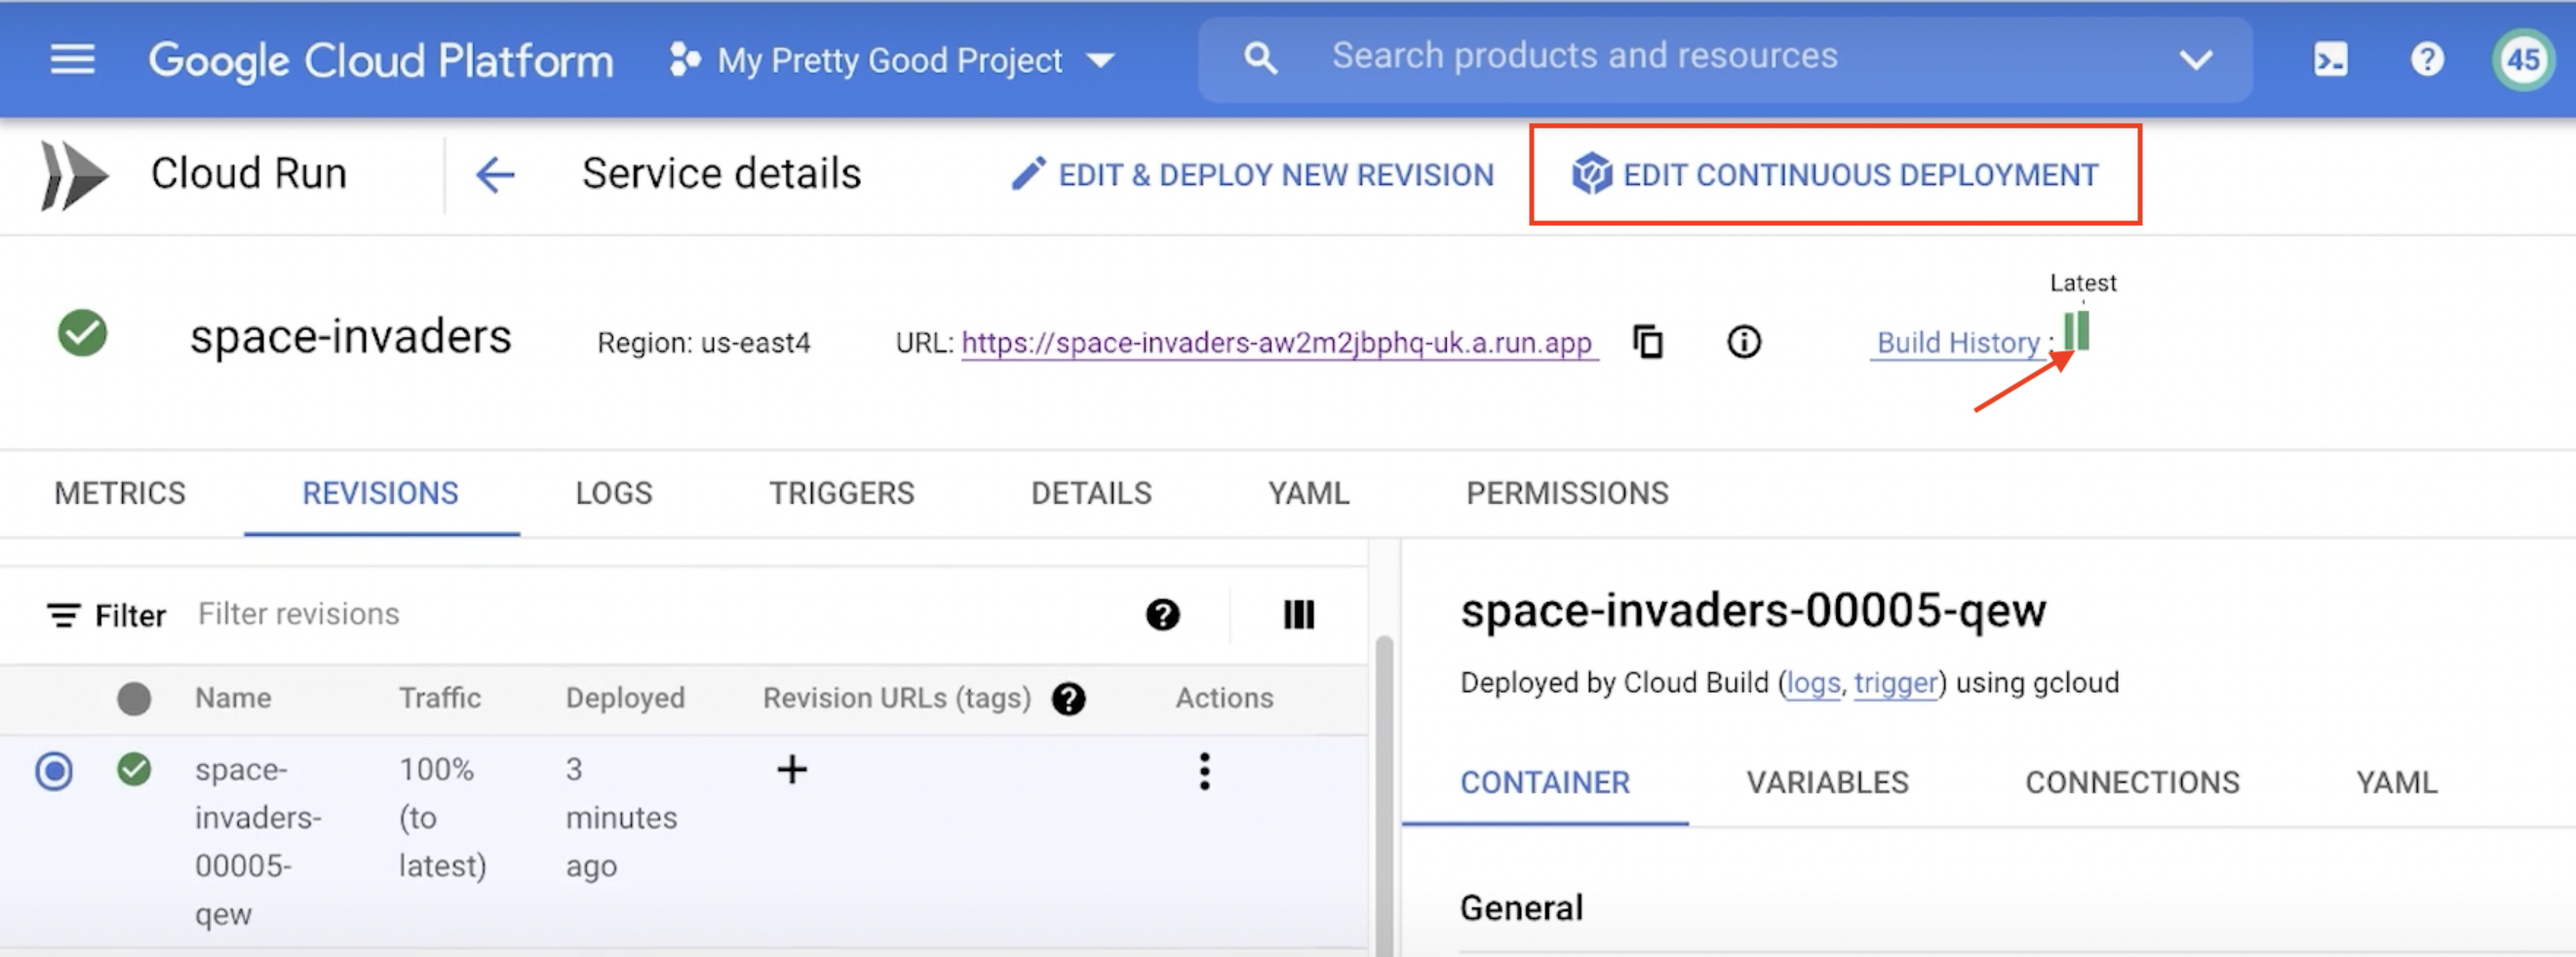 Google Cloud Platform
My Pretty Good Project
Search products and resources
45
Cloud Run
Service details
EDIT & DEPLOY NEW REVISION
EDIT CONTINUOUS DEPLOYMENT
space-invaders
Region: us-east4
URL: https://space-invaders-aw2m2jbphq-uk.a.run.app
Build History :
Latest
METRICS
REVISIONS
LOGS
TRIGGERS
DETAILS
YAML
PERMISSIONS
Filter
Filter revisions
Name
Traffic
Deployed
Revision URLs (tags)
Actions
space-
invaders-
00005-
qew
100%
(to
latest)
3
minutes
ago
space-invaders-00005-qew
Deployed by Cloud Build (logs, trigger) using gcloud
CONTAINER
VARIABLES
CONNECTIONS
YAML
General